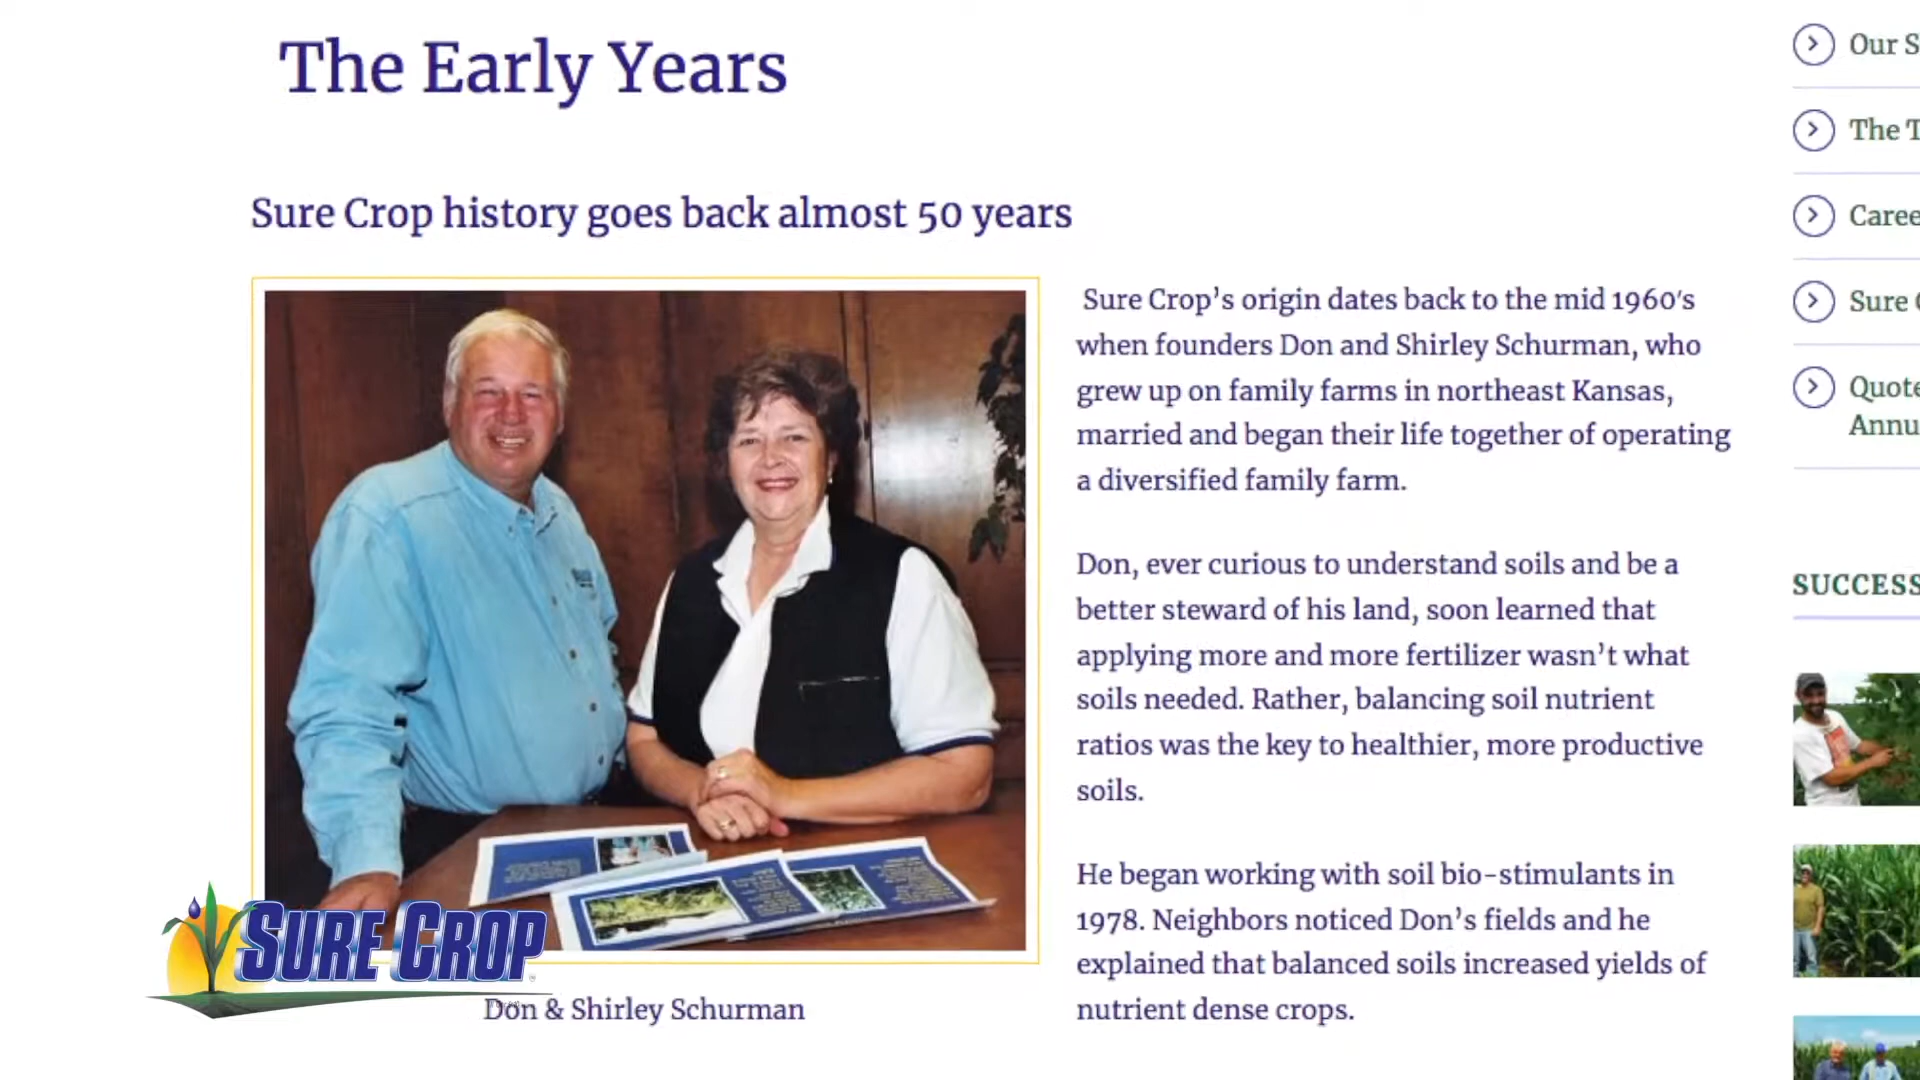 The Early Years
Sure Crop history goes back almost 50 years
Sure Crop’s origin dates back to the mid 1960's
when founders Don and Shirley Schurman, who
grew up on family farms in northeast Kansas,
married and began their life together of operating
a diversified family farm.
Don, ever curious to understand soils and be a
better steward of his land, soon learned that
applying more and more fertilizer wasn’t what
soils needed. Rather, balancing soil nutrient
ratios was the key to healthier, more productive
soils.
He began working with soil bio-stimulants in
1978. Neighbors noticed Don’s fields and he
explained that balanced soils increased yields of
nutrient dense crops.
SURE CROP
Don & Shirley Schurman
Our S
The T
Caree
Sure
Quote
Annu
SUCCESS